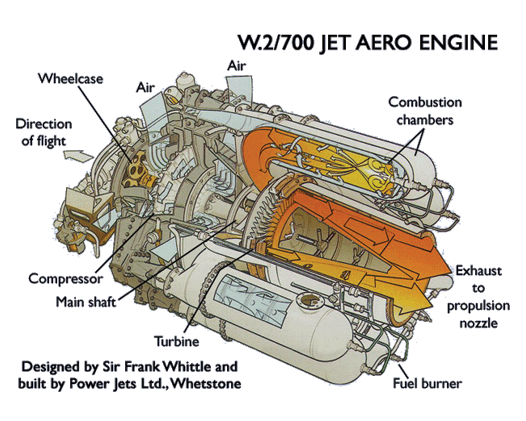 W.2/700 JET AERO ENGINE
Air
Wheelcase
Air
Combustion
chambers
Direction
of flight
Compressor
Main shaft
Exhaust
to
propulsion
nozzle
Turbine
Designed by Sir Frank Whittle and
built by Power Jets Ltd., Whetstone
Fuel burner